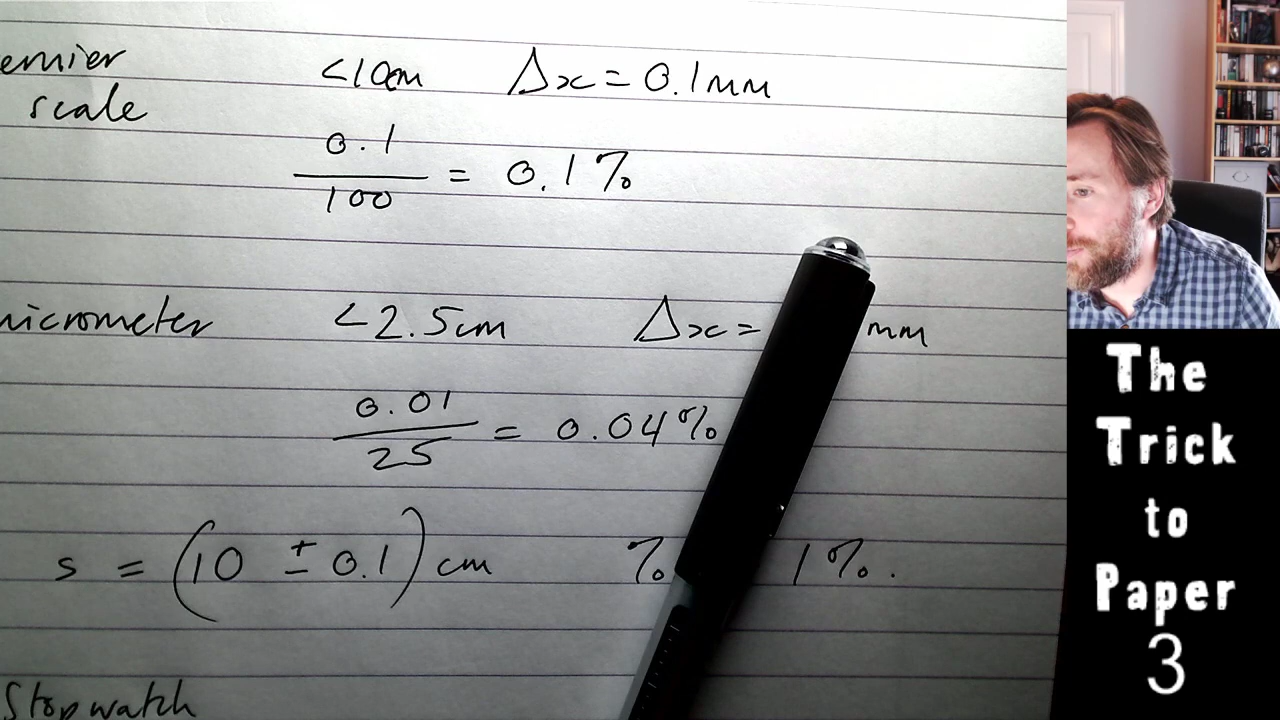 ernier <10cm Δx = 0.1mm
scale
0.1
100 = 0.1%
micrometer <2.5cm Δx = mm
0.01
25 = 0.04%
s = (10 ± 0.1) cm % 1%.
Stopwatch
The
Trick
to
Paper
3